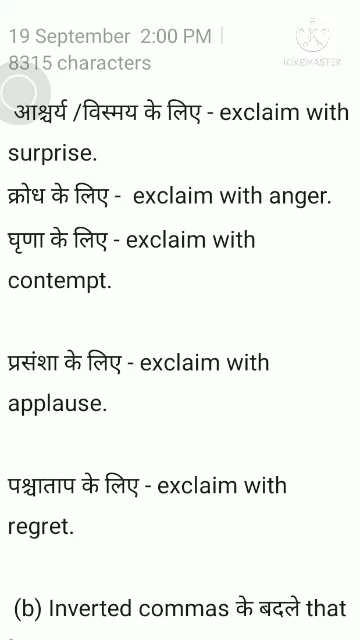 19 September 2:00 PM |
8315 characters
KINEMASTER
आश्चर्य /विस्मय के लिए - exclaim with
surprise.
क्रोध के लिए - exclaim with anger.
घृणा के लिए - exclaim with
contempt.
प्रसंशा के लिए - exclaim with
applause.
पश्चाताप के लिए - exclaim with
regret.
(b) Inverted commas के बदले that